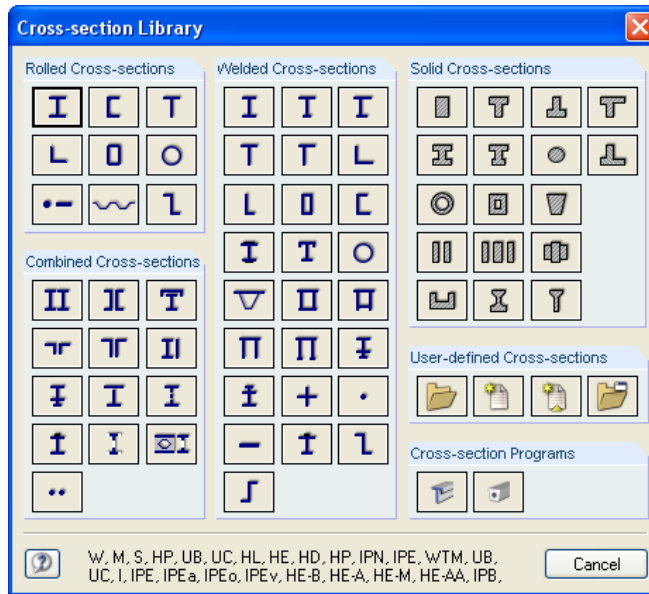 Cross-section Library
Rolled Cross-sections
Welded Cross-sections
Solid Cross-sections
Combined Cross-sections
User-defined Cross-sections
Cross-section Programs
W, M, S, HP, UB, UC, HL, HE, HD, HP, IPN, IPE, WTM, UB,
UC, I, IPE, IPEa, IPEo, IPEv, HE-B, HE-A, HE-M, HE-AA, IPB,
Cancel